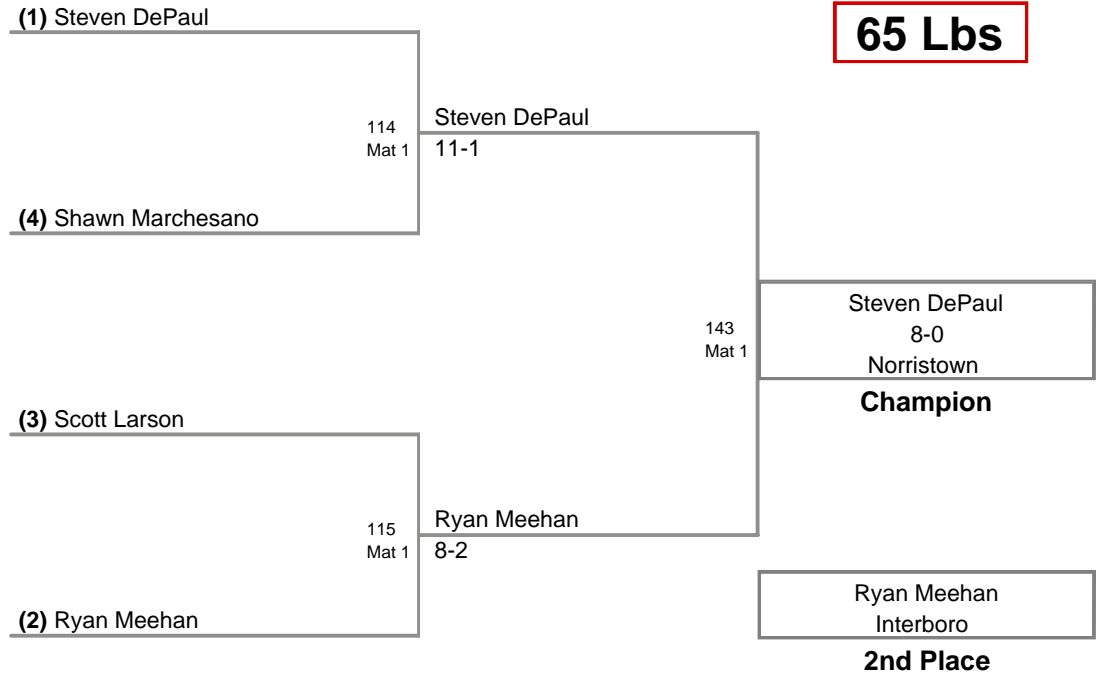 (1) Steven DePaul
65 Lbs
114
Mat 1
Steven DePaul
11-1
(4) Shawn Marchesano
143
Mat 1
Steven DePaul
8-0
Norristown
Champion
(3) Scott Larson
115
Mat 1
Ryan Meehan
8-2
(2) Ryan Meehan
Ryan Meehan
Interboro
2nd Place